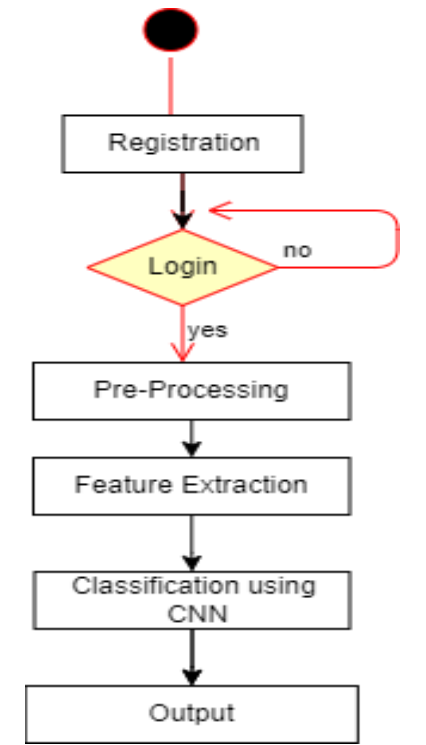 Registration
Login
no
yes
Pre-Processing
Feature Extraction
Classification using
CNN
Output